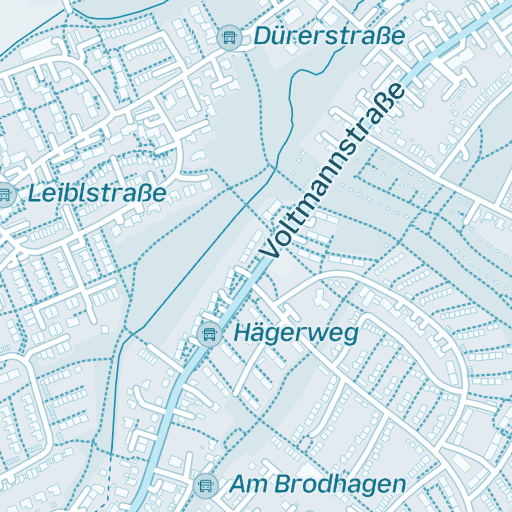 Dürerstraße
Voltmannstraße
Leiblstraße
Hägerweg
Am Brodhagen